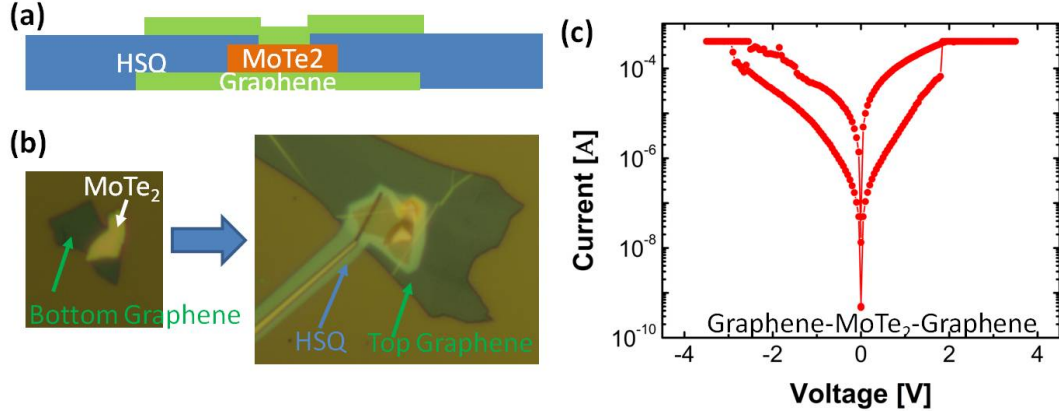 (a)
HSQ
MoTe2
Graphene
(b)
MoTe₂
Bottom Graphene
HSQ
Top Graphene
(c)
Current [A]
10⁻⁴
10⁻⁶
10⁻⁸
10⁻¹⁰
Graphene-MoTe₂-Graphene
-4 -2 0 2 4
Voltage [V]